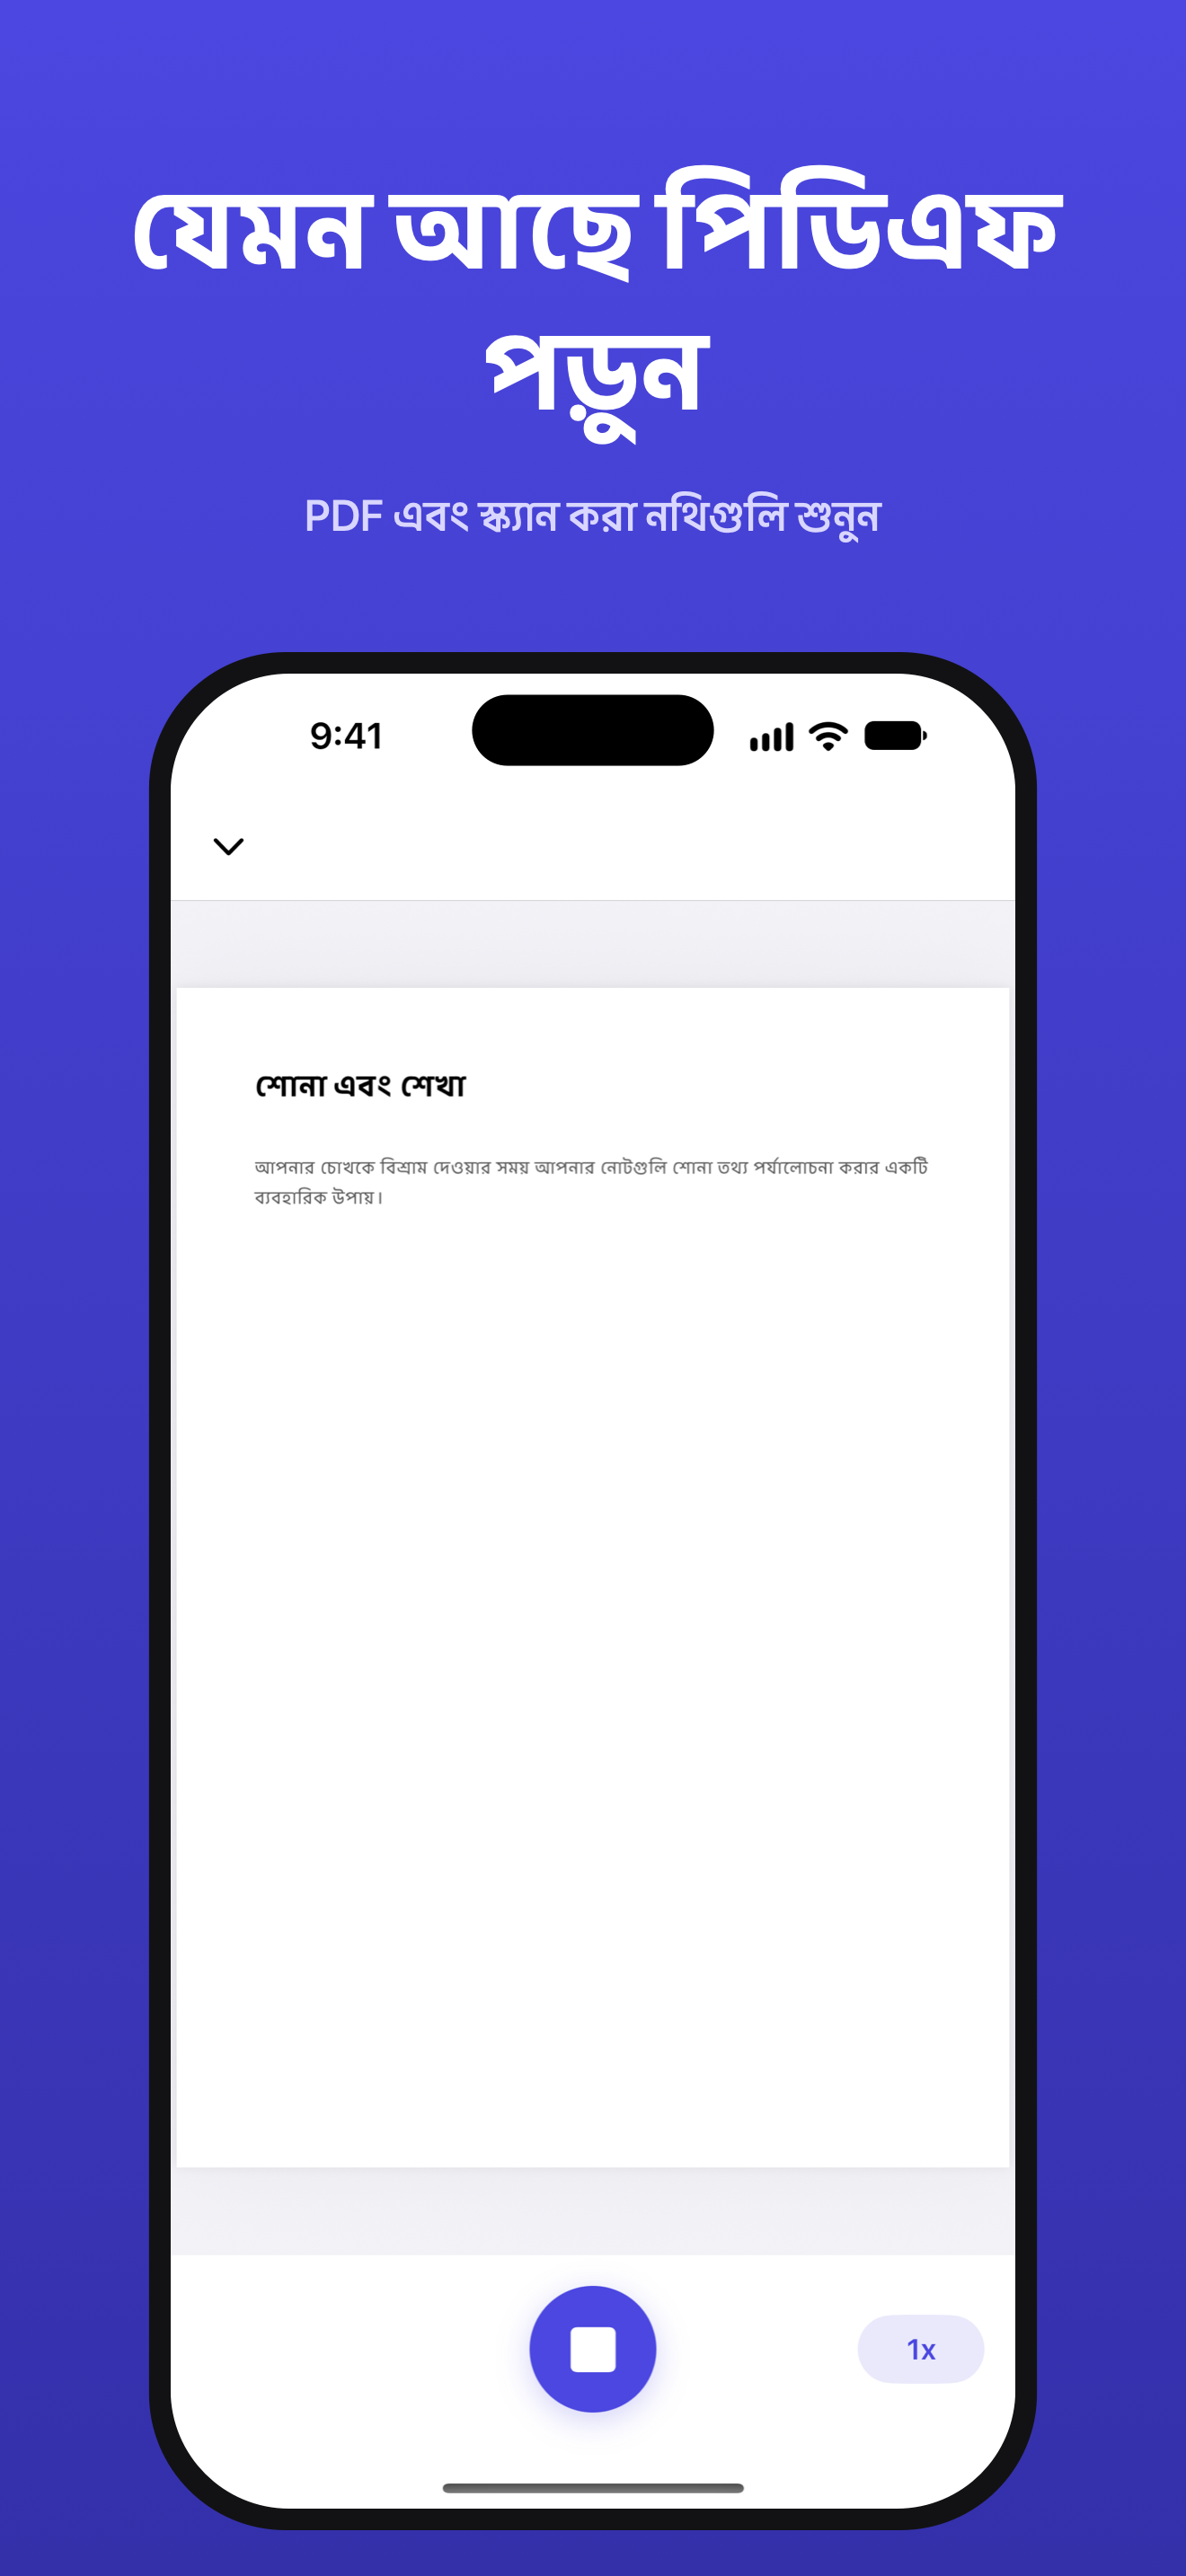 যেমন আছে পিডিএফ
পড়ুন
PDF এবং স্ক্যান করা নথিগুলি শুনুন
9:41
শোনা এবং শেখা
আপনার চোখকে বিশ্রাম দেওয়ার সময় আপনার নোটগুলি শোনা তথ্য পর্যালোচনা করার একটি
ব্যবহারিক উপায়।
1x